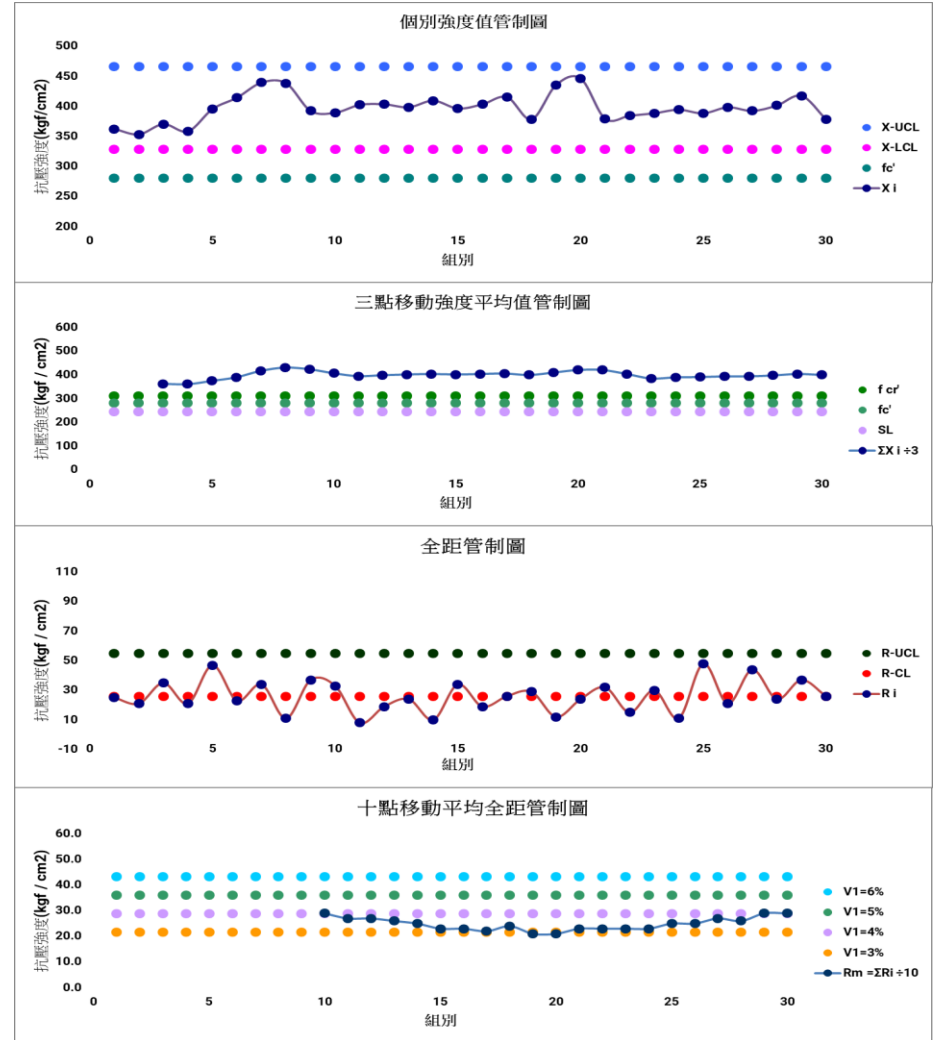 個別強度值管制圖
500
450
400
350
300
250
200
抗壓強度(kgf/cm2)
0 5 10 15 20 25 30
組別
X-UCL
X-LCL
fc'
X i
三點移動強度平均值管制圖
600
500
400
300
200
100
0
抗壓強度(kgf / cm2)
0 5 10 15 20 25 30
組別
f cr'
fc'
SL
ΣX i ÷3
全距管制圖
110
90
70
50
30
10
-10
抗壓強度(kgf / cm2)
0 5 10 15 20 25 30
組別
R-UCL
R-CL
R i
十點移動平均全距管制圖
60.0
50.0
40.0
30.0
20.0
10.0
0.0
抗壓強度(kgf / cm2)
0 5 10 15 20 25 30
組別
V1=6%
V1=5%
V1=4%
V1=3%
Rm =ΣRi ÷10